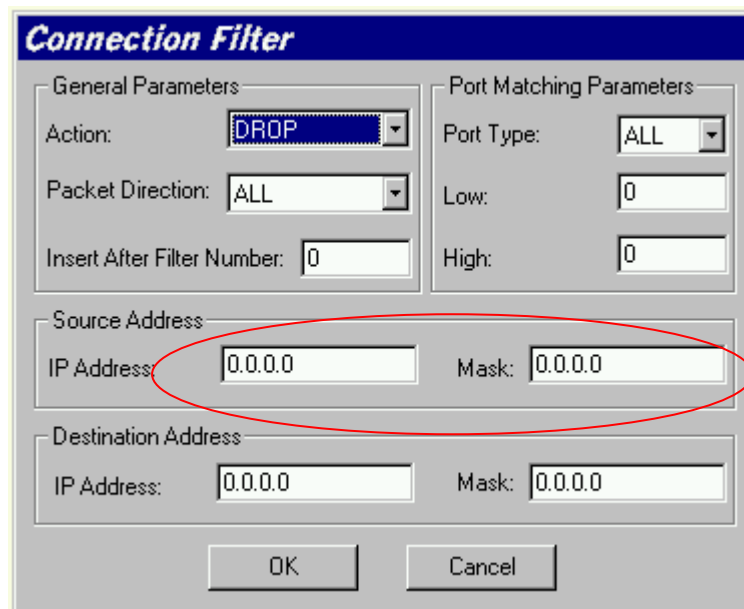 Connection Filter
General Parameters
Action: DROP
Packet Direction: ALL
Insert After Filter Number: 0
Port Matching Parameters
Port Type: ALL
Low: 0
High: 0
Source Address
IP Address: 0.0.0.0 Mask: 0.0.0.0
Destination Address
IP Address: 0.0.0.0 Mask: 0.0.0.0
OK Cancel